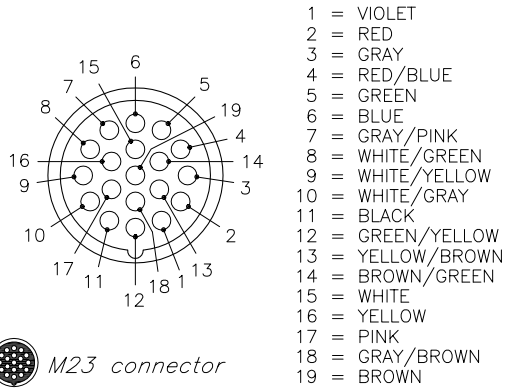 6
15
5
7
19
8
4
16
14
9
3
10
2
17
13
11
18
1
12
M23 connector
1 = VIOLET
2 = RED
3 = GRAY
4 = RED/BLUE
5 = GREEN
6 = BLUE
7 = GRAY/PINK
8 = WHITE/GREEN
9 = WHITE/YELLOW
10 = WHITE/GRAY
11 = BLACK
12 = GREEN/YELLOW
13 = YELLOW/BROWN
14 = BROWN/GREEN
15 = WHITE
16 = YELLOW
17 = PINK
18 = GRAY/BROWN
19 = BROWN